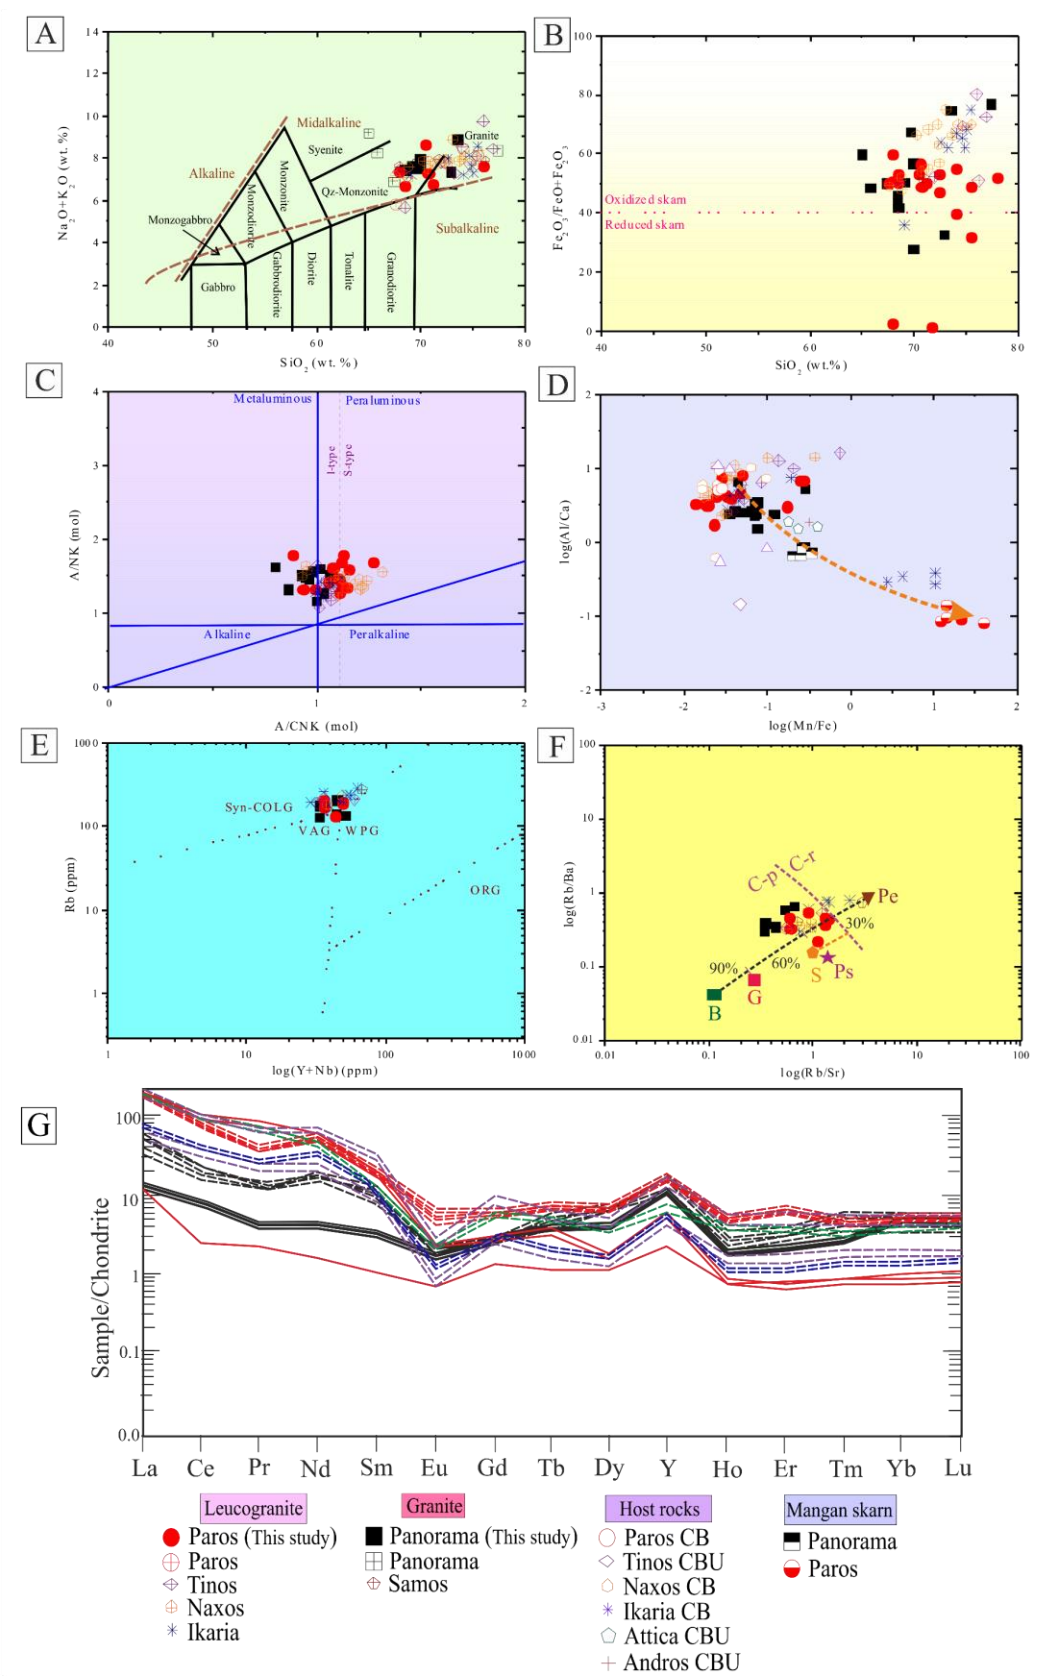 A
14
12
10
8
6
4
2
0
Na₂O+K₂O (wt. %)
Alkaline
Midalkaline
Subalkaline
Monzogabbro
Monzodiorite
Monzonite
Syenite
Granite
Qz-Monzonite
Gabbro
Gabbrodiorite
Diorite
Tonalite
Granodiorite
40 50 60 70 80
SiO₂ (wt. %)
B
100
80
60
40
20
0
Fe₂O₃/FeO+Fe₂O₃
Oxidized skarn
Reduced skarn
40 50 60 70 80
SiO₂ (wt.%)
C
4
3
2
1
0
A/NK (mol)
Metaluminous
Peraluminous
I-type
S-type
Alkaline
Peralkaline
0 1 2
A/CNK (mol)
D
2
1
0
-1
-2
log(Al/Ca)
-3 -2 -1 0 1 2
log(Mn/Fe)
E
1000
100
10
1
Rb (ppm)
Syn-COLG
VAG
WPG
ORG
1 10 100 1000
log(Y+Nb) (ppm)
F
100
10
1
0.1
0.01
log(Rb/Ba)
C-p
C-r
Pe
30%
60%
90%
S
Ps
G
B
0.01 0.1 1 10 100
log(Rb/Sr)
G
100
10
1
0.1
0.0
Sample/Chondrite
La Ce Pr Nd Sm Eu Gd Tb Dy Y Ho Er Tm Yb Lu
Leucogranite
Paros (This study)
Paros
Tinos
Naxos
Ikaria
Granite
Panorama (This study)
Panorama
Samos
Host rocks
Paros CB
Tinos CBU
Naxos CB
Ikaria CB
Attica CBU
Andros CBU
Mangan skarn
Panorama
Paros